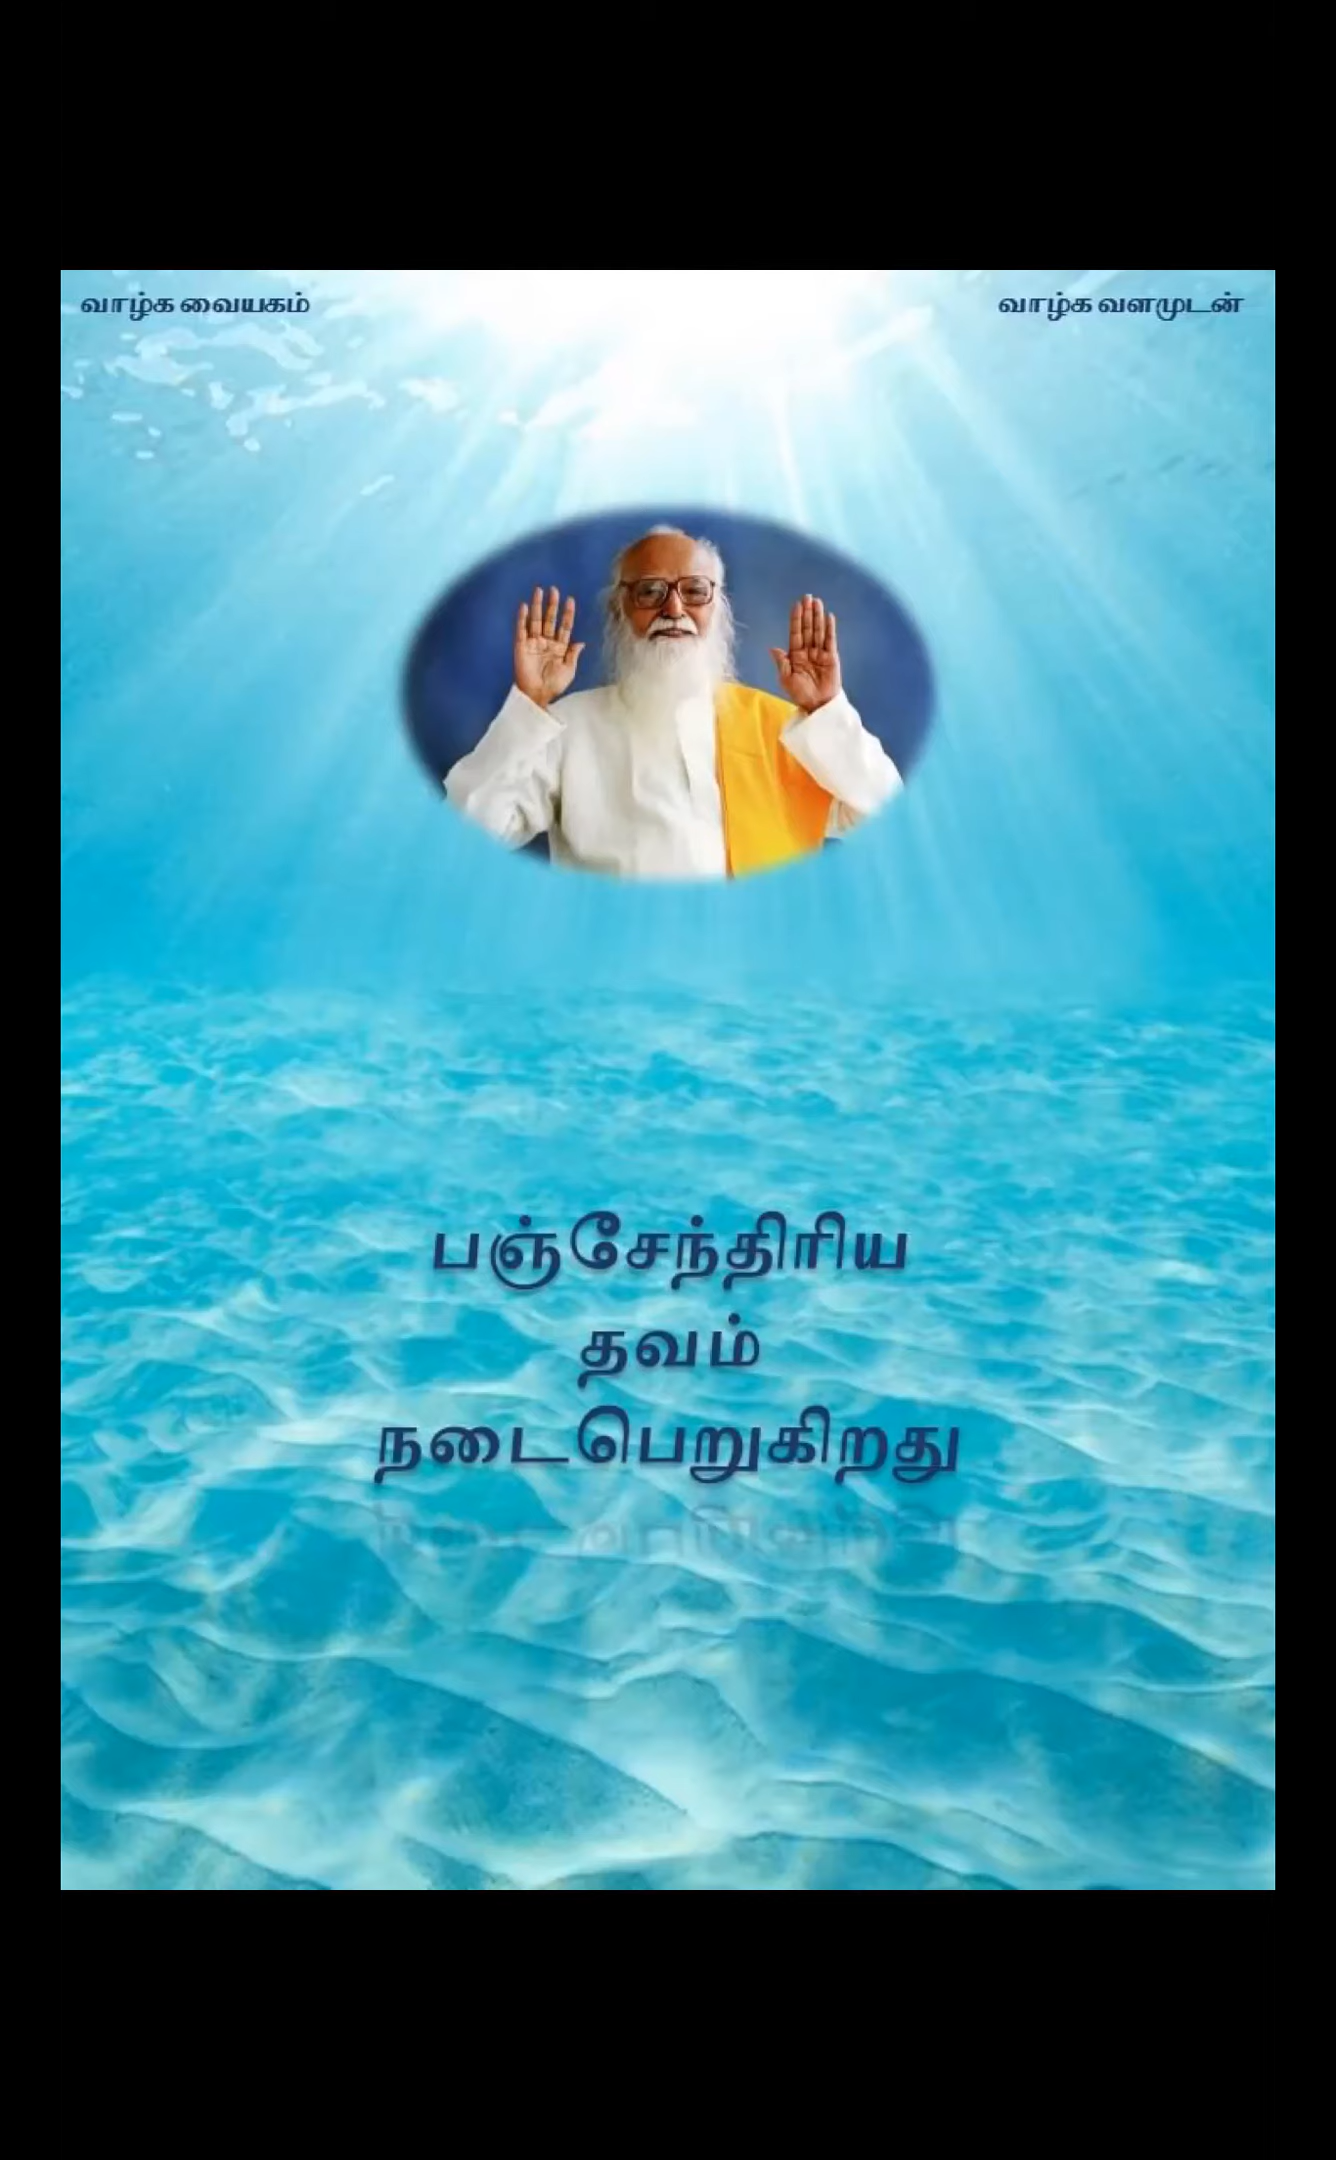 வாழ்க வையகம்
வாழ்க வளமுடன்
பஞ்சேந்திரிய
தவம்
நடைபெறுகிறது